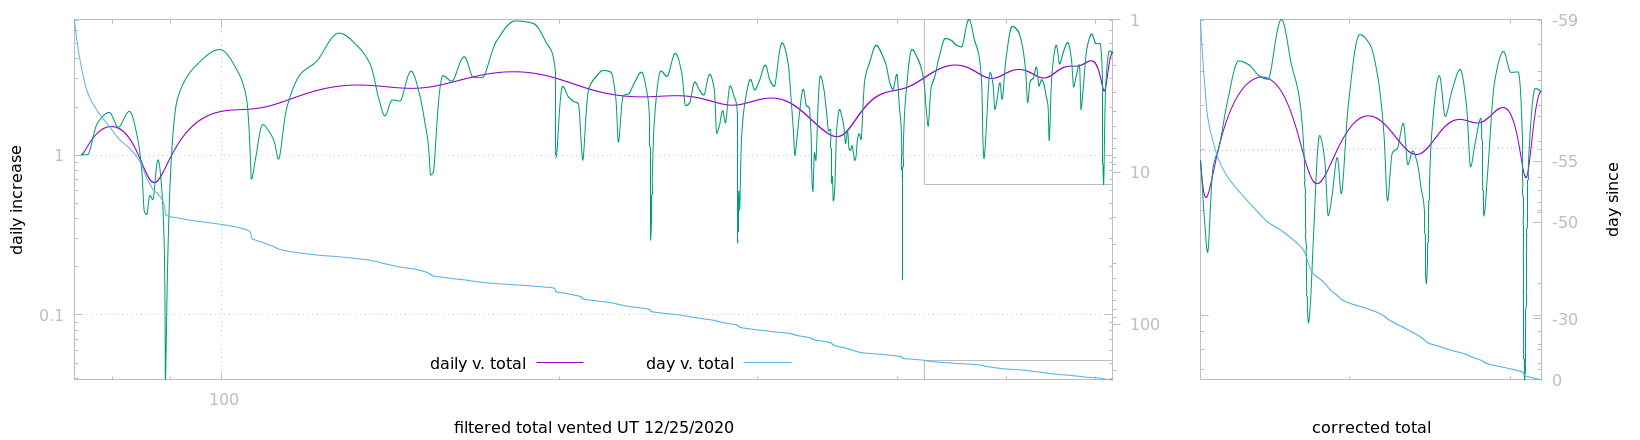 1
-59
1
10
-55
-50
daily increase
day since
0.1
100
-30
daily v. total
day v. total
0
100
filtered total vented UT 12/25/2020
corrected total